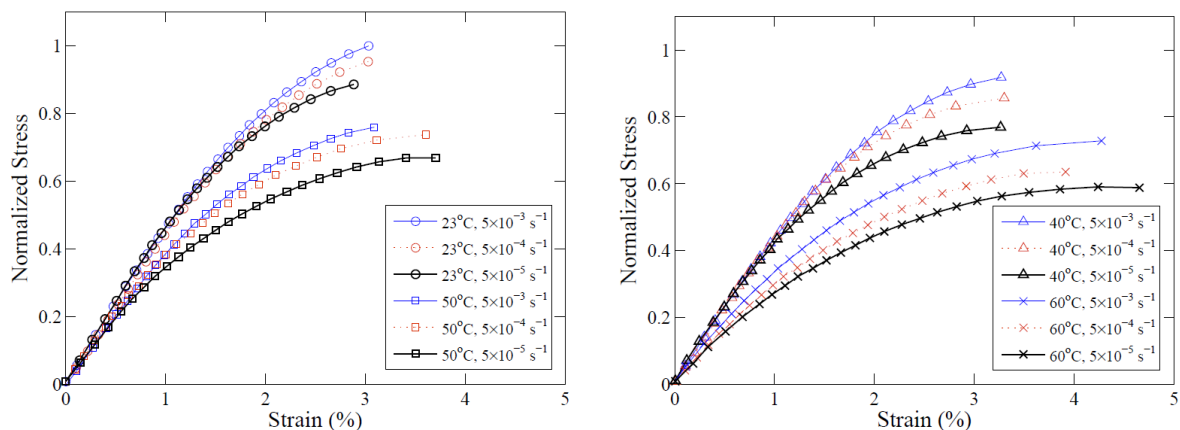 Normalized Stress
1
0.8
0.6
0.4
0.2
0
0 1 2 3 4 5
Strain (%)
23°C, 5×10⁻³ s⁻¹
23°C, 5×10⁻⁴ s⁻¹
23°C, 5×10⁻⁵ s⁻¹
50°C, 5×10⁻³ s⁻¹
50°C, 5×10⁻⁴ s⁻¹
50°C, 5×10⁻⁵ s⁻¹
Normalized Stress
1
0.8
0.6
0.4
0.2
0
0 1 2 3 4 5
Strain (%)
40°C, 5×10⁻³ s⁻¹
40°C, 5×10⁻⁴ s⁻¹
40°C, 5×10⁻⁵ s⁻¹
60°C, 5×10⁻³ s⁻¹
60°C, 5×10⁻⁴ s⁻¹
60°C, 5×10⁻⁵ s⁻¹